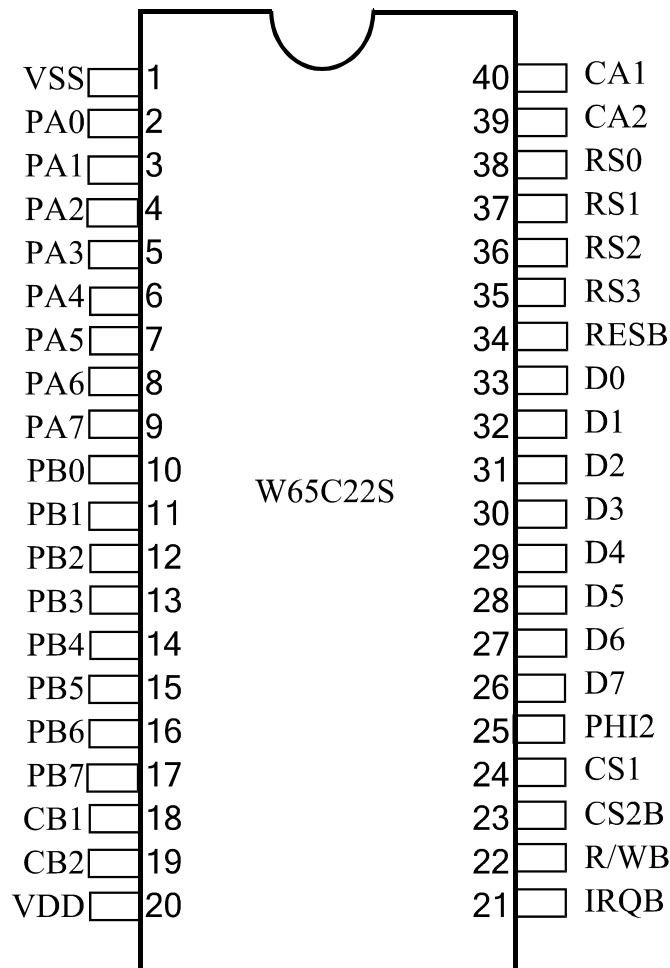 VSS 1 40 CA1
PA0 2 39 CA2
PA1 3 38 RS0
PA2 4 37 RS1
PA3 5 36 RS2
PA4 6 35 RS3
PA5 7 34 RESB
PA6 8 33 D0
PA7 9 32 D1
PB0 10 31 D2
W65C22S
PB1 11 30 D3
PB2 12 29 D4
PB3 13 28 D5
PB4 14 27 D6
PB5 15 26 D7
PB6 16 25 PHI2
PB7 17 24 CS1
CB1 18 23 CS2B
CB2 19 22 R/WB
VDD 20 21 IRQB